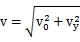 v = √(v₀² + v_y²)